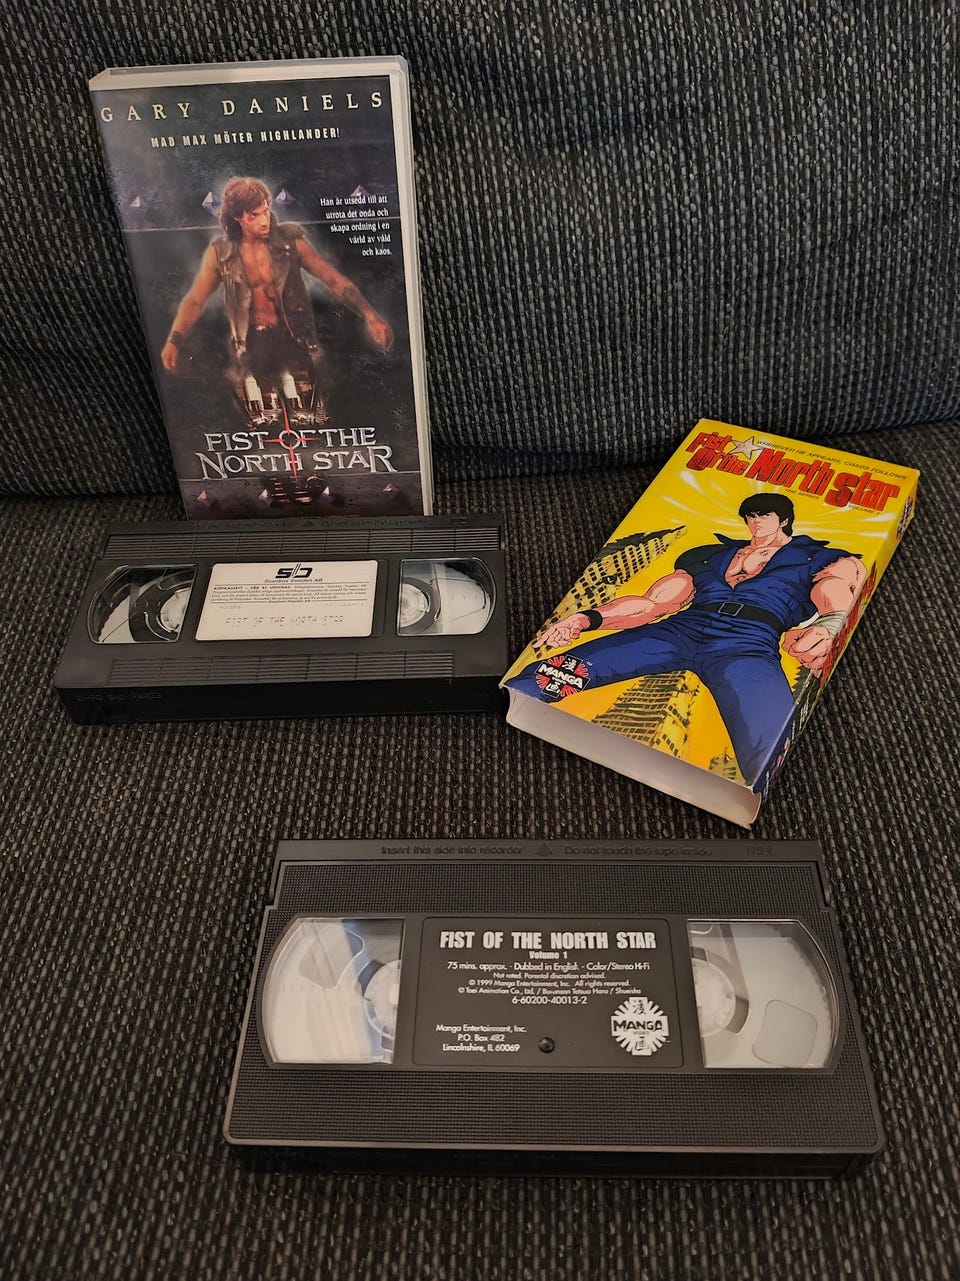 GARY DANIELS
MAD MAX MÖTER HIGHLANDER!
Han är utsedd till att
utrota det onda och
skapa ordning i en
värld av våld
och kaos.
FIST OF THE
NORTH STAR
Scanbox Sweden AB
FIST OF THE NORTH STAR
WHEREVER HE APPEARS, CHAOS FOLLOWS
Fist
of the North Star
THE SERIES
VOLUME
MANGA
VIDEO
Insert this side into recorder
Do not touch the tape inside
VHS
FIST OF THE NORTH STAR
Volume 1
75 mins. approx. - Dubbed in English - Color/Stereo Hi-Fi
Not rated. Parental discretion advised.
© 1999 Manga Entertainment, Inc. All rights reserved.
© Toei Animation Co., Ltd. / Buronson Tetsuo Hara / Shueisha
6-60200-40013-2
Manga Entertainment, Inc.
P.O. Box 482
Lincolnshire, IL 60069
MANGA
VIDEO